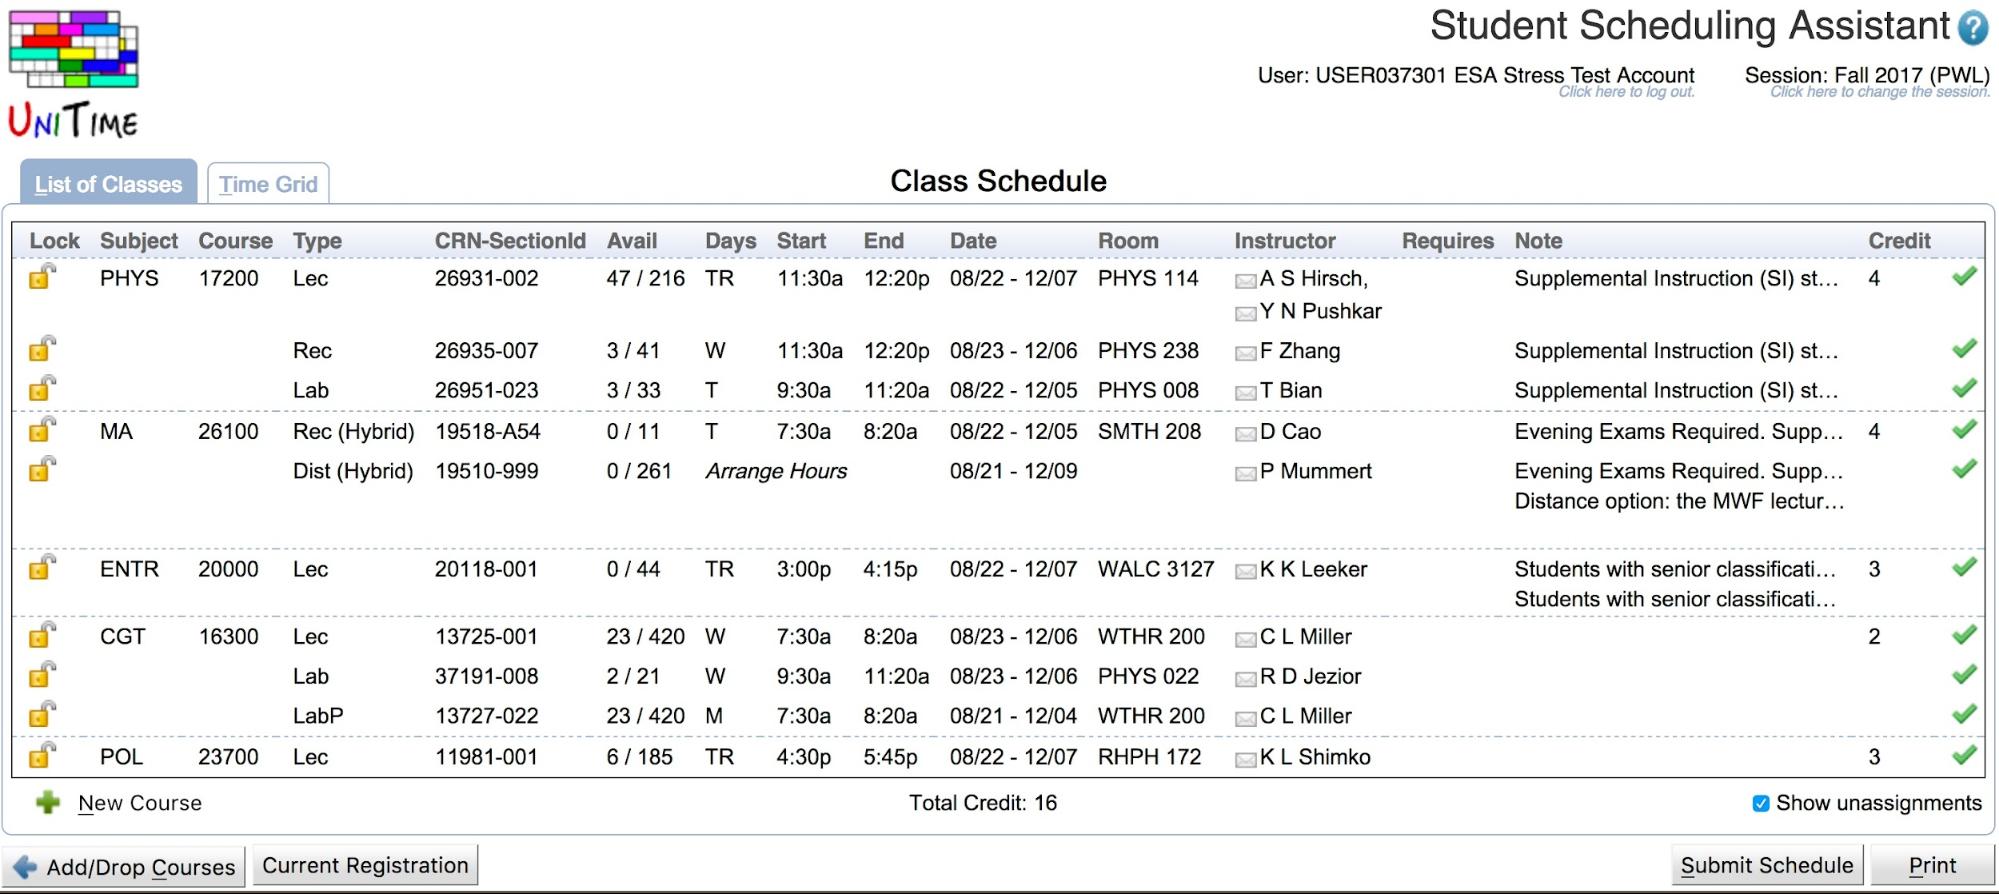 Student Scheduling Assistant ?
User: USER037301 ESA Stress Test Account Session: Fall 2017 (PWL)
Click here to log out. Click here to change the session.
UNITIME
List of Classes Time Grid Class Schedule
Lock Subject Course Type CRN-SectionId Avail Days Start End Date Room Instructor Requires Note Credit
PHYS 17200 Lec 26931-002 47 / 216 TR 11:30a 12:20p 08/22 - 12/07 PHYS 114 A S Hirsch, Supplemental Instruction (SI) st... 4
Y N Pushkar
Rec 26935-007 3 / 41 W 11:30a 12:20p 08/23 - 12/06 PHYS 238 F Zhang Supplemental Instruction (SI) st...
Lab 26951-023 3 / 33 T 9:30a 11:20a 08/22 - 12/05 PHYS 008 T Bian Supplemental Instruction (SI) st...
MA 26100 Rec (Hybrid) 19518-A54 0 / 11 T 7:30a 8:20a 08/22 - 12/05 SMTH 208 D Cao Evening Exams Required. Supp... 4
Dist (Hybrid) 19510-999 0 / 261 Arrange Hours 08/21 - 12/09 P Mummert Evening Exams Required. Supp...
Distance option: the MWF lectur...
ENTR 20000 Lec 20118-001 0 / 44 TR 3:00p 4:15p 08/22 - 12/07 WALC 3127 K K Leeker Students with senior classificati... 3
Students with senior classificati...
CGT 16300 Lec 13725-001 23 / 420 W 7:30a 8:20a 08/23 - 12/06 WTHR 200 C L Miller 2
Lab 37191-008 2 / 21 W 9:30a 11:20a 08/23 - 12/06 PHYS 022 R D Jezior
LabP 13727-022 23 / 420 M 7:30a 8:20a 08/21 - 12/04 WTHR 200 C L Miller
POL 23700 Lec 11981-001 6 / 185 TR 4:30p 5:45p 08/22 - 12/07 RHPH 172 K L Shimko 3
New Course Total Credit: 16 Show unassignments
Add/Drop Courses Current Registration Submit Schedule Print